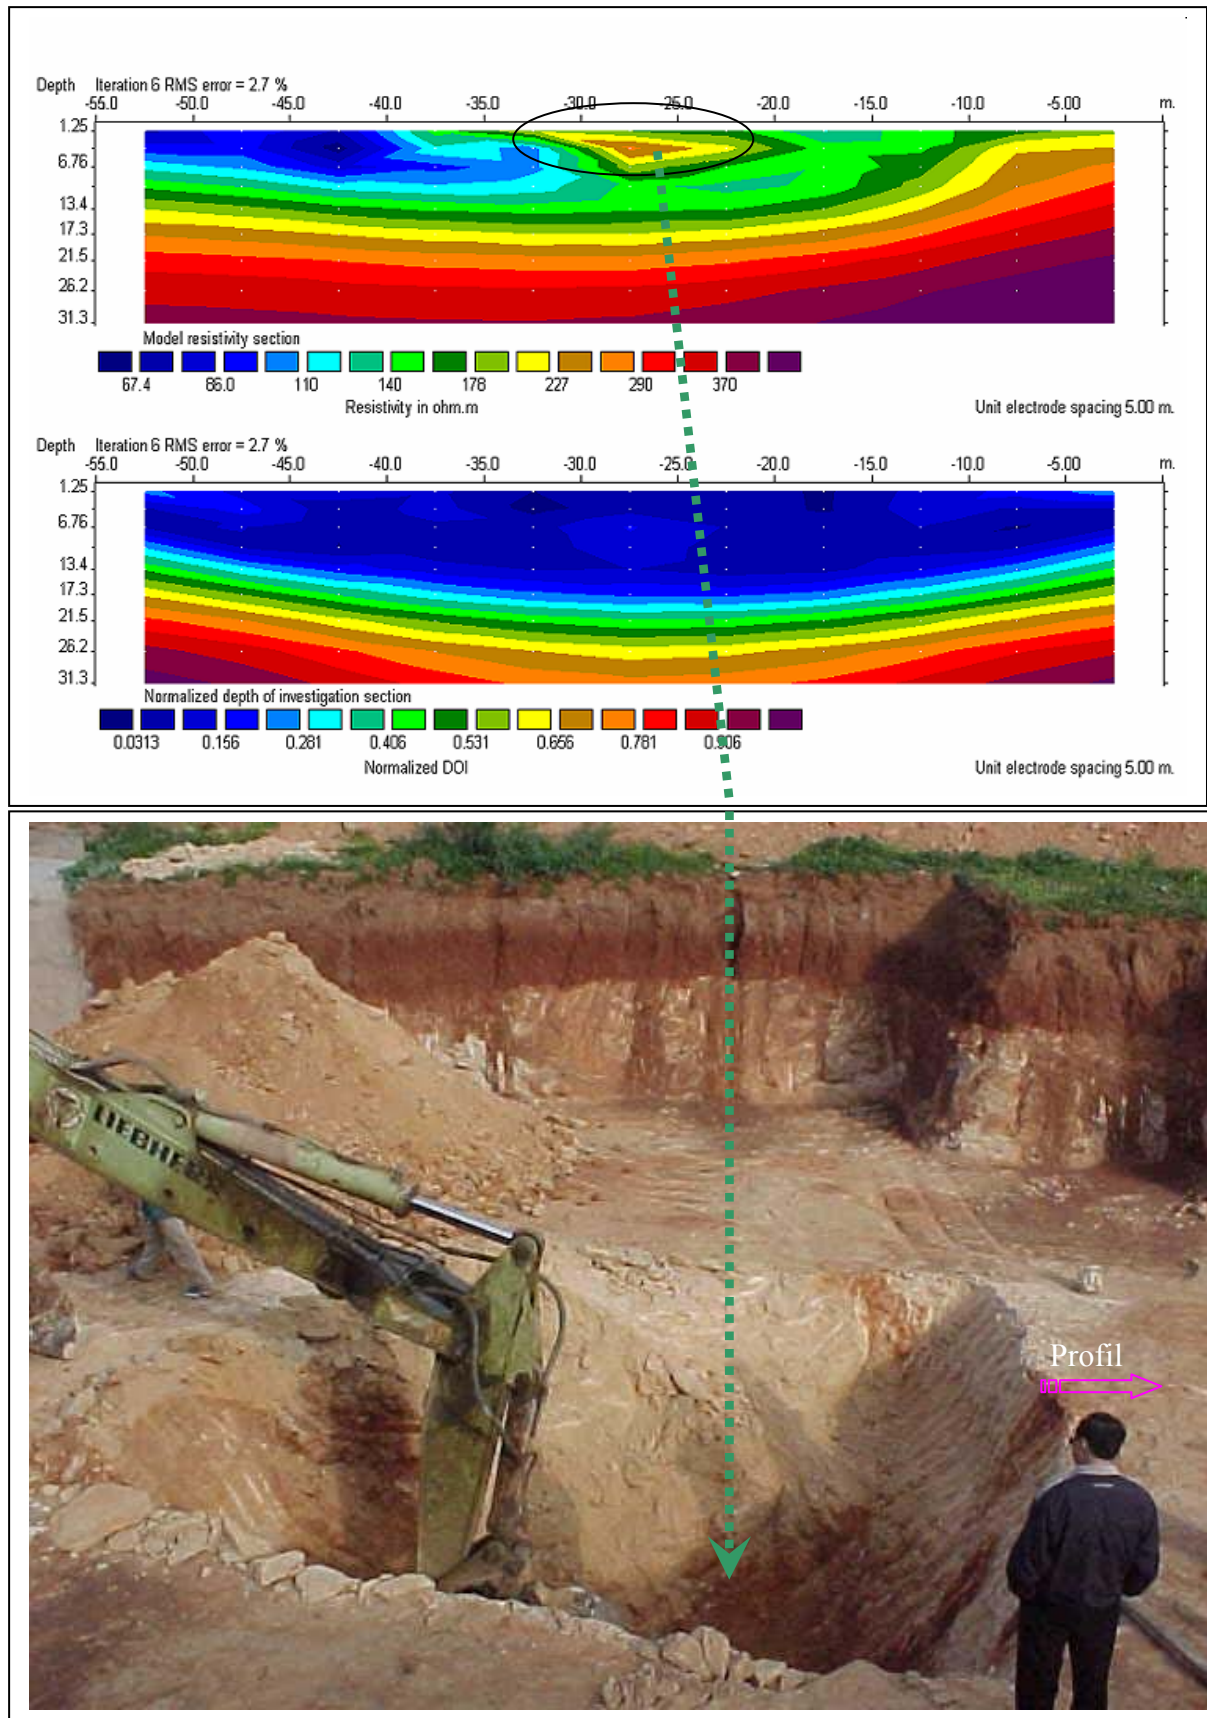 Depth Iteration 6 RMS error = 2.7 %
-55.0 -50.0 -45.0 -40.0 -35.0 -30.0 -25.0 -20.0 -15.0 -10.0 -5.00 m.
1.25
6.76
13.4
17.3
21.5
26.2
31.3
Model resistivity section
67.4 86.0 110 140 178 227 290 370
Resistivity in ohm.m
Unit electrode spacing 5.00 m.
Depth Iteration 6 RMS error = 2.7 %
-55.0 -50.0 -45.0 -40.0 -35.0 -30.0 -25.0 -20.0 -15.0 -10.0 -5.00 m.
1.25
6.76
13.4
17.3
21.5
26.2
31.3
Normalized depth of investigation section
0.0313 0.156 0.281 0.406 0.531 0.656 0.781 0.906
Normalized DOI
Unit electrode spacing 5.00 m.
LIEBHER
Profil